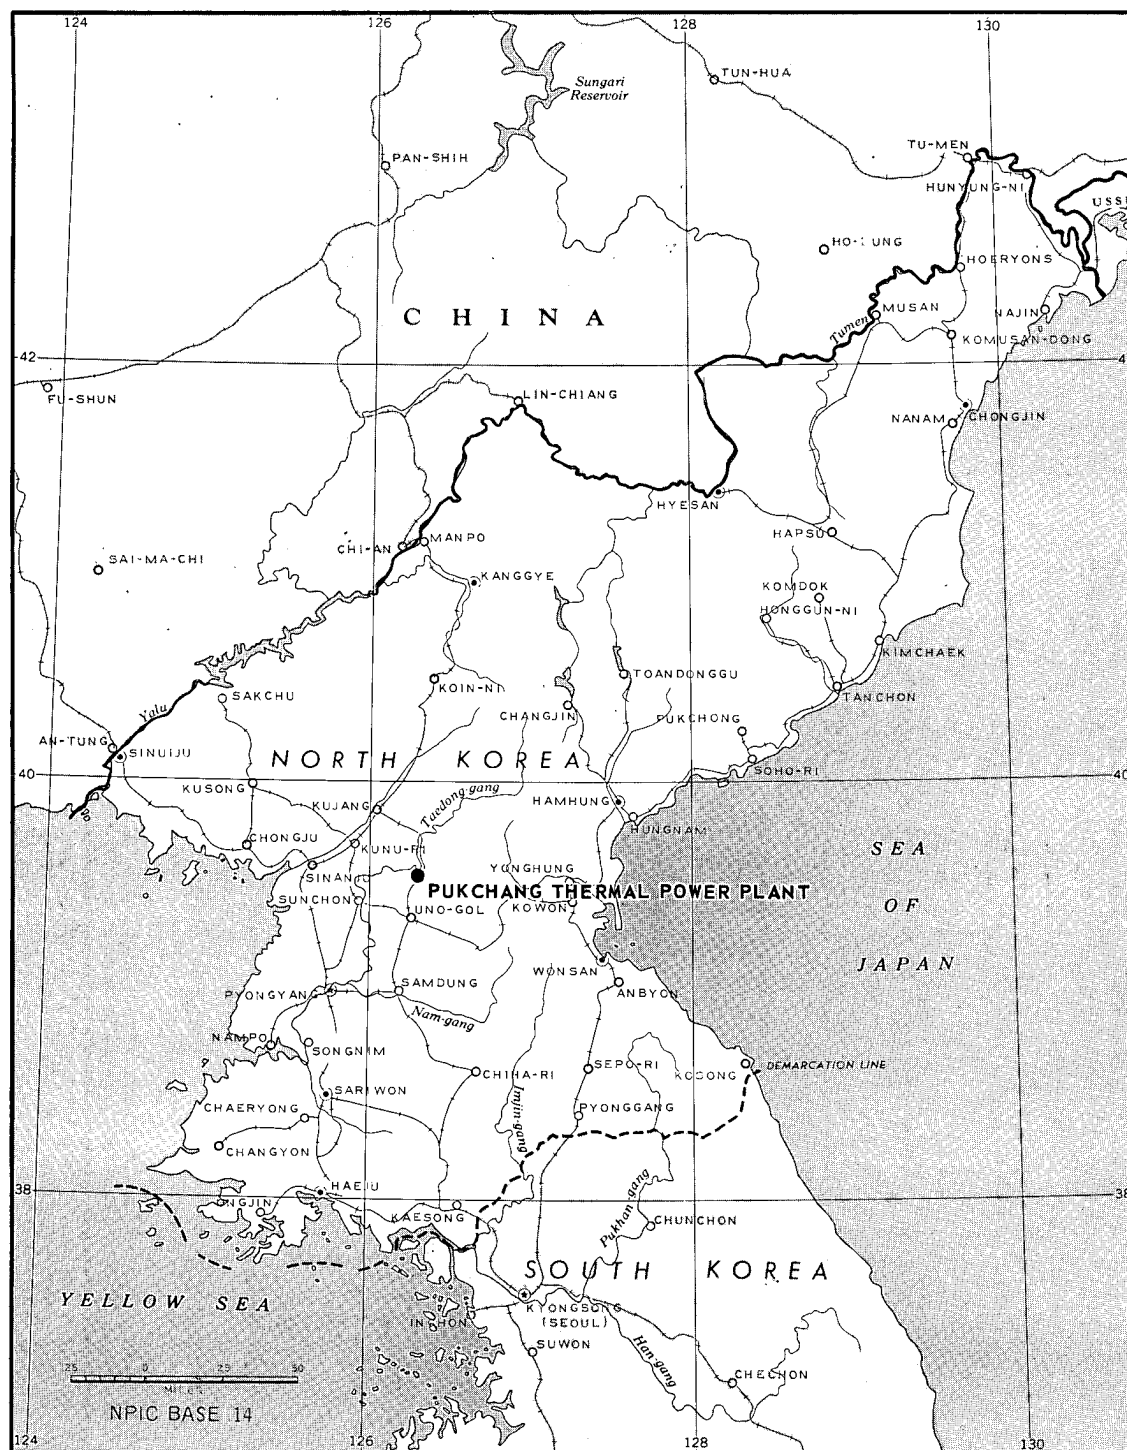 124 126 128 130
TUN-HUA
Sungari
Reservoir
PAN-SHIH
TU-MEN
HUNYUNG-NI
HOERYONS
CHINA
MUSAN
NAJIN
Tumen
KOMUSAN-DONG
42
FU-SHUN
LIN-CHIANG
NANAM
CHONGJIN
HYESAN
HAPSU
CHI-AN
MANPO
SAI-MA-CHI
KANGGYE
KOMDOK
HONGGUN-NI
KIMCHAEK
TOANDONGGU
TANCHON
KOIN-NI
SAKCHU
CHANGJIN
PUKCHONG
Yalu
AN-TUNG
SINUIJU
NORTH KOREA
SOHO-RI
40
KUSONG
KUJANG
Taedong-gang
HAMHUNG
HUNGNAM
CHONGJU
KUNU-RI
SEA
OF
JAPAN
SINANJ
YONGHUNG
PUKCHANG THERMAL POWER PLANT
SUNCHON
UNO-GOL
KOWON
WONSAN
ANBYON
PYONGYANG
SAMDUNG
Nam-gang
NAMPO
SONGNIM
SEPO-RI
KOSONG
DEMARCATION LINE
CHIHA-RI
SARIWON
Imjin-gang
CHAERYONG
PYONGGANG
CHANGYON
38
HAEJU
ONGJIN
KAESONG
Pukhan-gang
CHUNCHON
SOUTH KOREA
YELLOW SEA
KYONGSONG
(SEOUL)
INCHON
SUWON
Han-gang
CHECHON
25 0 25 50
MILES
NPIC BASE 14
124 126 128 130